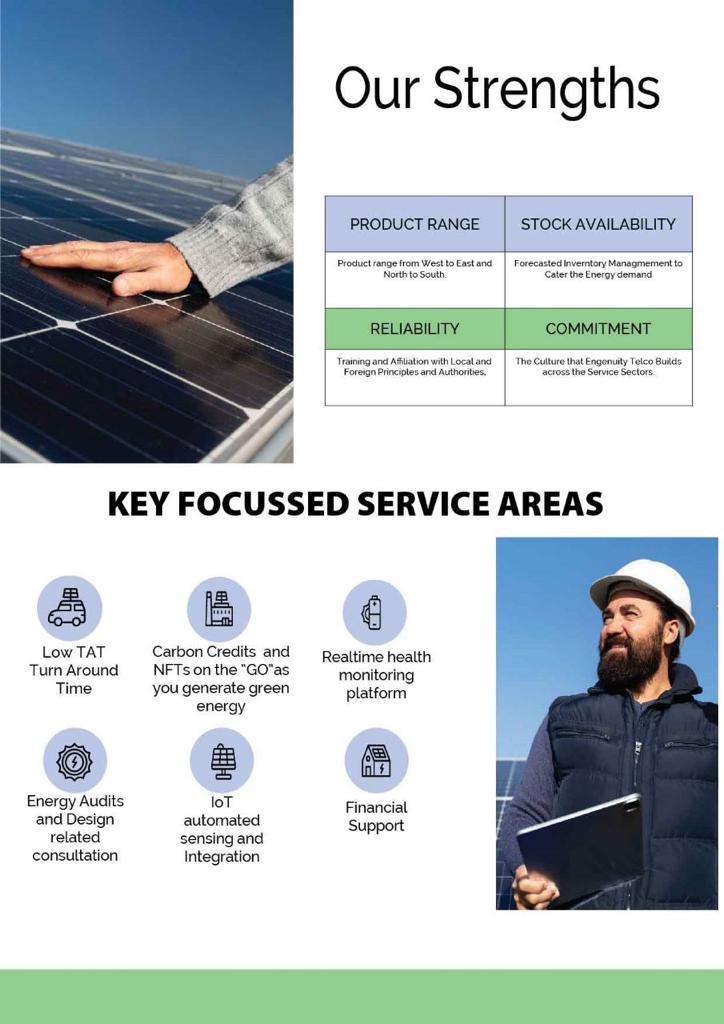 Our Strengths
PRODUCT RANGE
STOCK AVAILABILITY
Product range from West to East and
North to South.
Forecasted Inverntory Managmement to
Cater the Energy demand
RELIABILITY
COMMITMENT
Training and Affiliation with Local and
Foreign Principles and Authorities,
The Culture that Engenuity Telco Builds
across the Service Sectors.
KEY FOCUSSED SERVICE AREAS
Low TAT
Turn Around
Time
Carbon Credits and
NFTs on the "GO"as
you generate green
energy
Realtime health
monitoring
platform
Energy Audits
and Design
related
consultation
IoT
automated
sensing and
Integration
Financial
Support